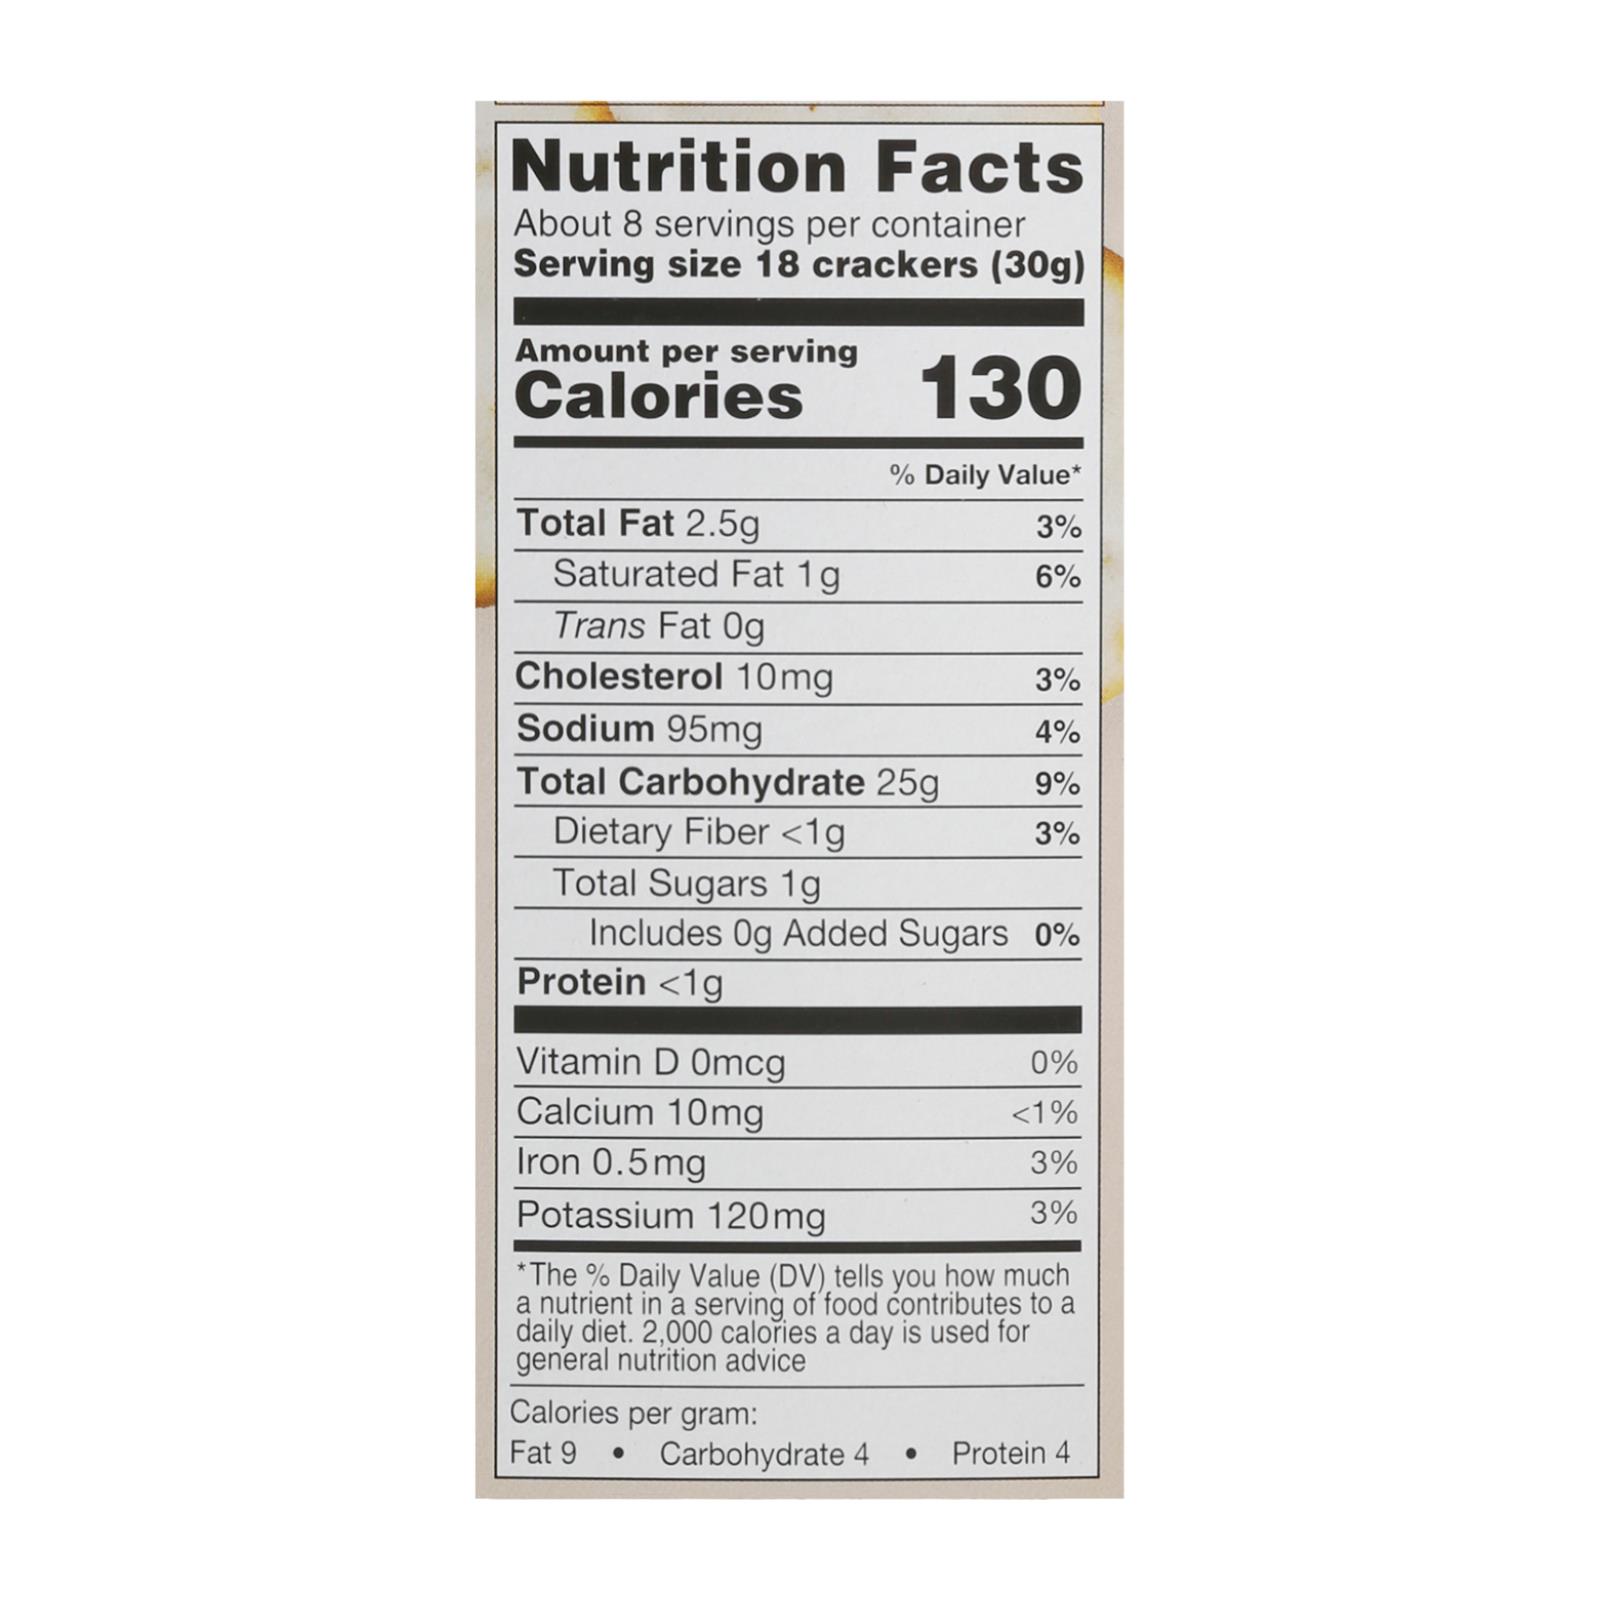 Nutrition Facts
About 8 servings per container
Serving size 18 crackers (30g)
Amount per serving
Calories 130
% Daily Value*
Total Fat 2.5g 3%
Saturated Fat 1g 6%
Trans Fat 0g
Cholesterol 10mg 3%
Sodium 95mg 4%
Total Carbohydrate 25g 9%
Dietary Fiber <1g 3%
Total Sugars 1g
Includes 0g Added Sugars 0%
Protein <1g
Vitamin D 0mcg 0%
Calcium 10mg <1%
Iron 0.5mg 3%
Potassium 120mg 3%
*The % Daily Value (DV) tells you how much
a nutrient in a serving of food contributes to a
daily diet. 2,000 calories a day is used for
general nutrition advice
Calories per gram:
Fat 9 • Carbohydrate 4 • Protein 4